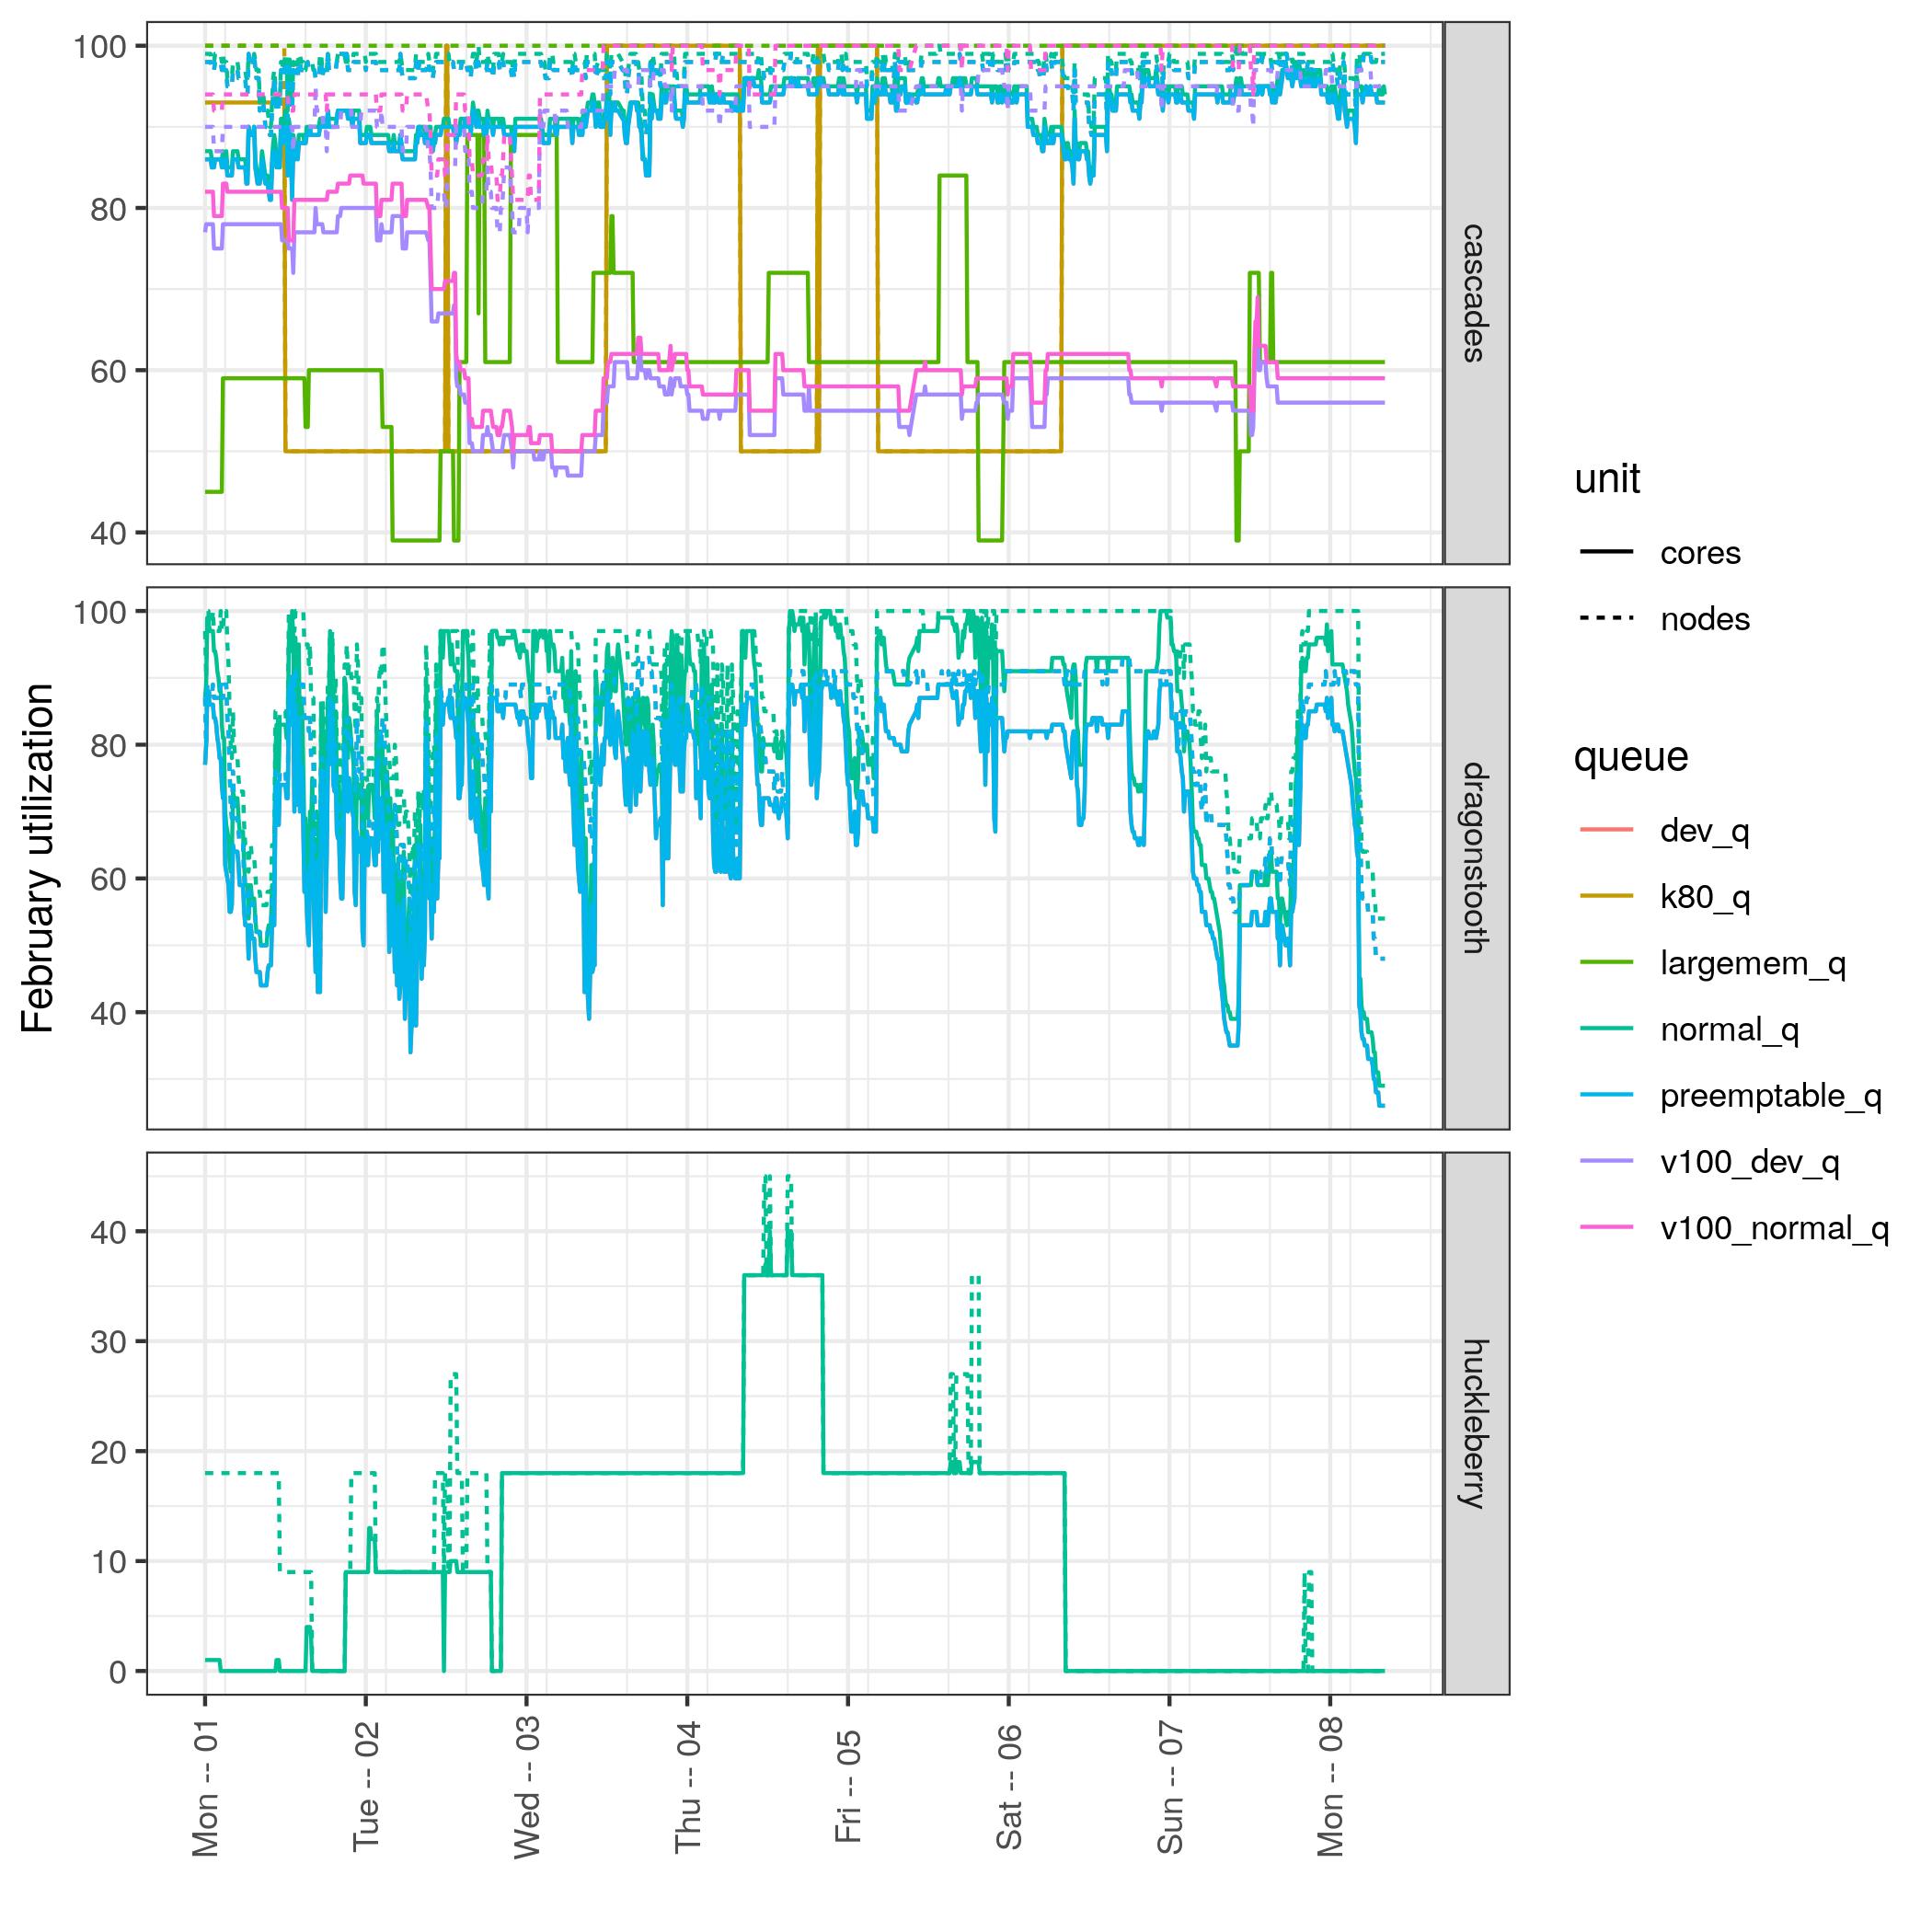 February utilization
100
80
60
40
cascades
100
80
60
40
dragonstooth
40
30
20
10
0
huckleberry
Mon -- 01
Tue -- 02
Wed -- 03
Thu -- 04
Fri -- 05
Sat -- 06
Sun -- 07
Mon -- 08
unit
cores
nodes
queue
dev_q
k80_q
largemem_q
normal_q
preemptable_q
v100_dev_q
v100_normal_q